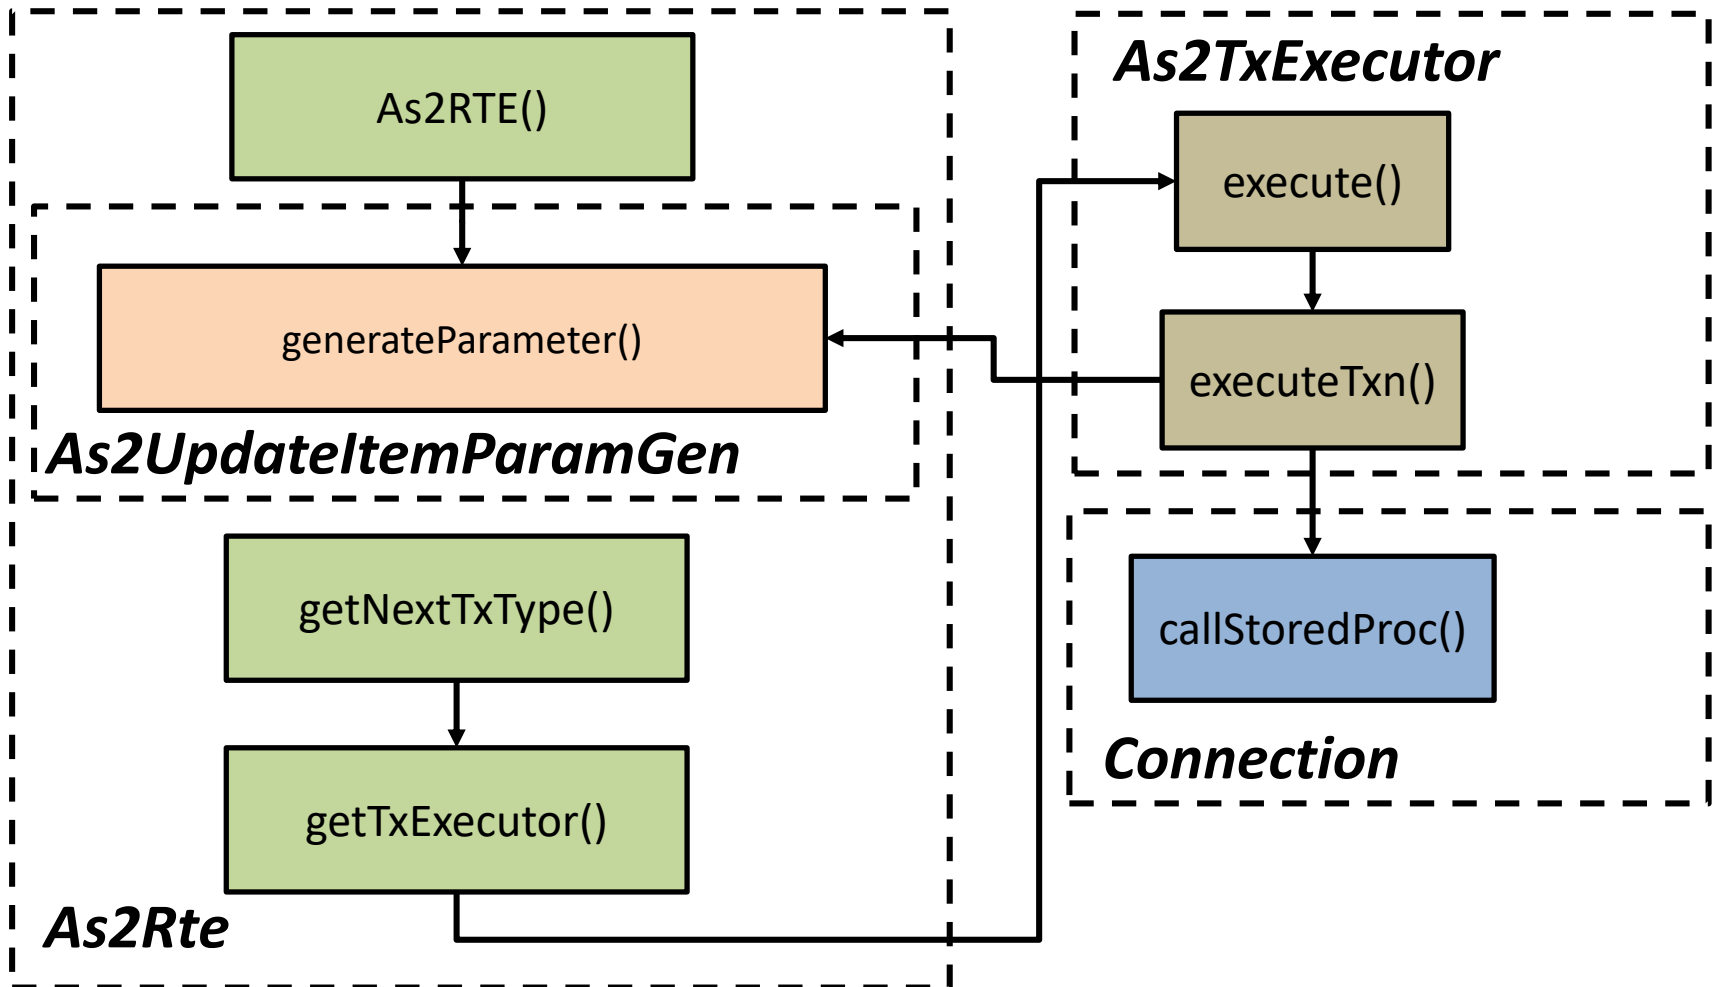 As2RTE()
generateParameter()
As2UpdateItemParamGen
getNextTxType()
getTxExecutor()
As2Rte
As2TxExecutor
execute()
executeTxn()
callStoredProc()
Connection